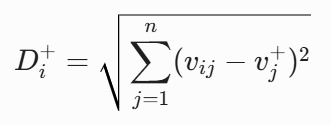 $D_i^+ = \sqrt{\sum_{j=1}^{n} (v_{ij} - v_j^+)^2}$